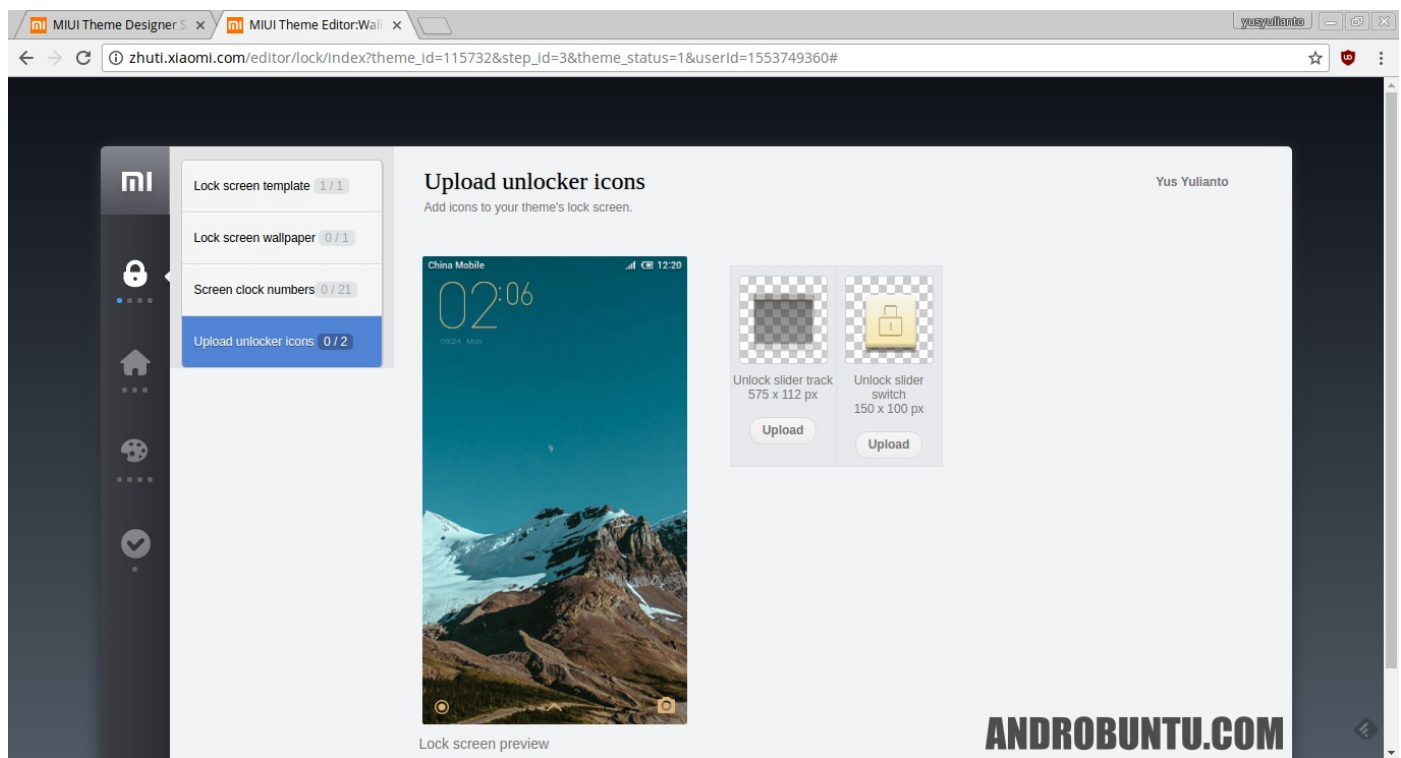 MIUI Theme Designer S
MIUI Theme Editor:Wall
yusyulianto
zhuti.xiaomi.com/editor/lock/index?theme_id=115732&step_id=3&theme_status=1&userId=1553749360#
Lock screen template 1 / 1
Lock screen wallpaper 0 / 1
Screen clock numbers 0 / 21
Upload unlocker icons 0 / 2
Upload unlocker icons
Add icons to your theme's lock screen.
Yus Yulianto
China Mobile 12:20
02:06
09/24 Mon
Unlock slider track
575 x 112 px
Upload
Unlock slider
switch
150 x 100 px
Upload
Lock screen preview
ANDROBUNTU.COM